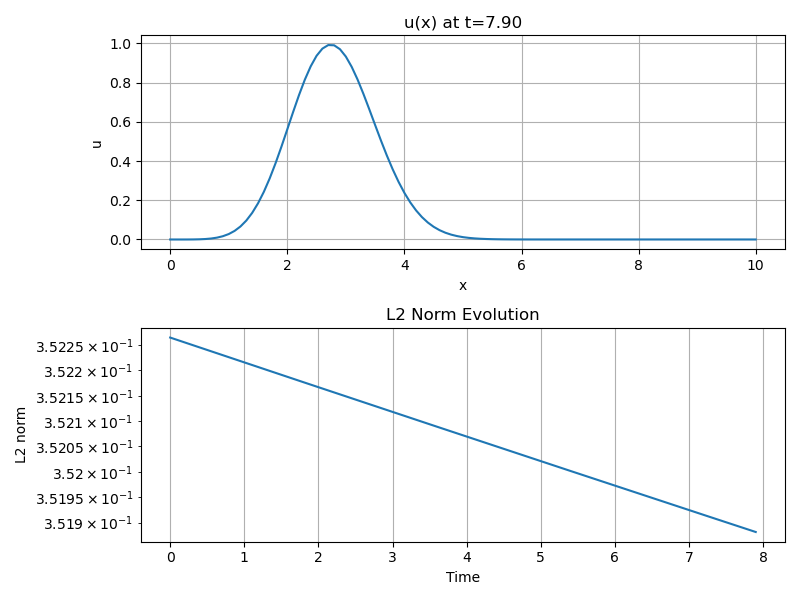 u(x) at t=7.90
1.0
0.8
0.6
0.4
0.2
0.0
u
0 2 4 6 8 10
x
L2 Norm Evolution
3.5225 × 10⁻¹
3.522 × 10⁻¹
3.5215 × 10⁻¹
3.521 × 10⁻¹
3.5205 × 10⁻¹
3.52 × 10⁻¹
3.5195 × 10⁻¹
3.519 × 10⁻¹
L2 norm
0 1 2 3 4 5 6 7 8
Time